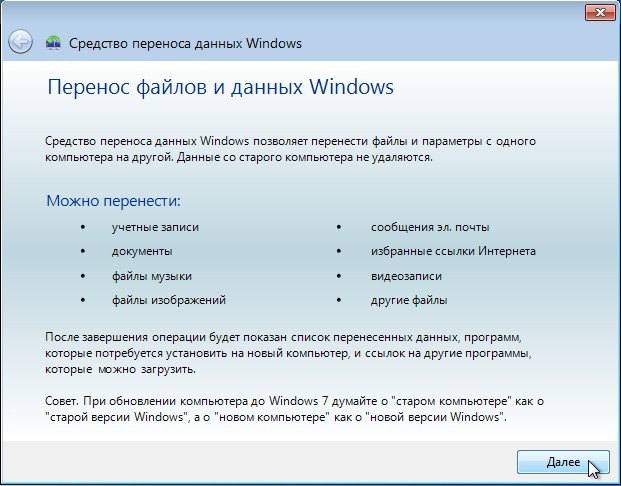 Средство переноса данных Windows
Перенос файлов и данных Windows
Средство переноса данных Windows позволяет перенести файлы и параметры с одного
компьютера на другой. Данные со старого компьютера не удаляются.
Можно перенести:
• учетные записи
• документы
• файлы музыки
• файлы изображений
• сообщения эл. почты
• избранные ссылки Интернета
• видеозаписи
• другие файлы
После завершения операции будет показан список перенесенных данных, программ,
которые потребуется установить на новый компьютер, и ссылок на другие программы,
которые можно загрузить.
Совет. При обновлении компьютера до Windows 7 думайте о "старом компьютере" как о
"старой версии Windows", а о "новом компьютере" как о "новой версии Windows".
Далее